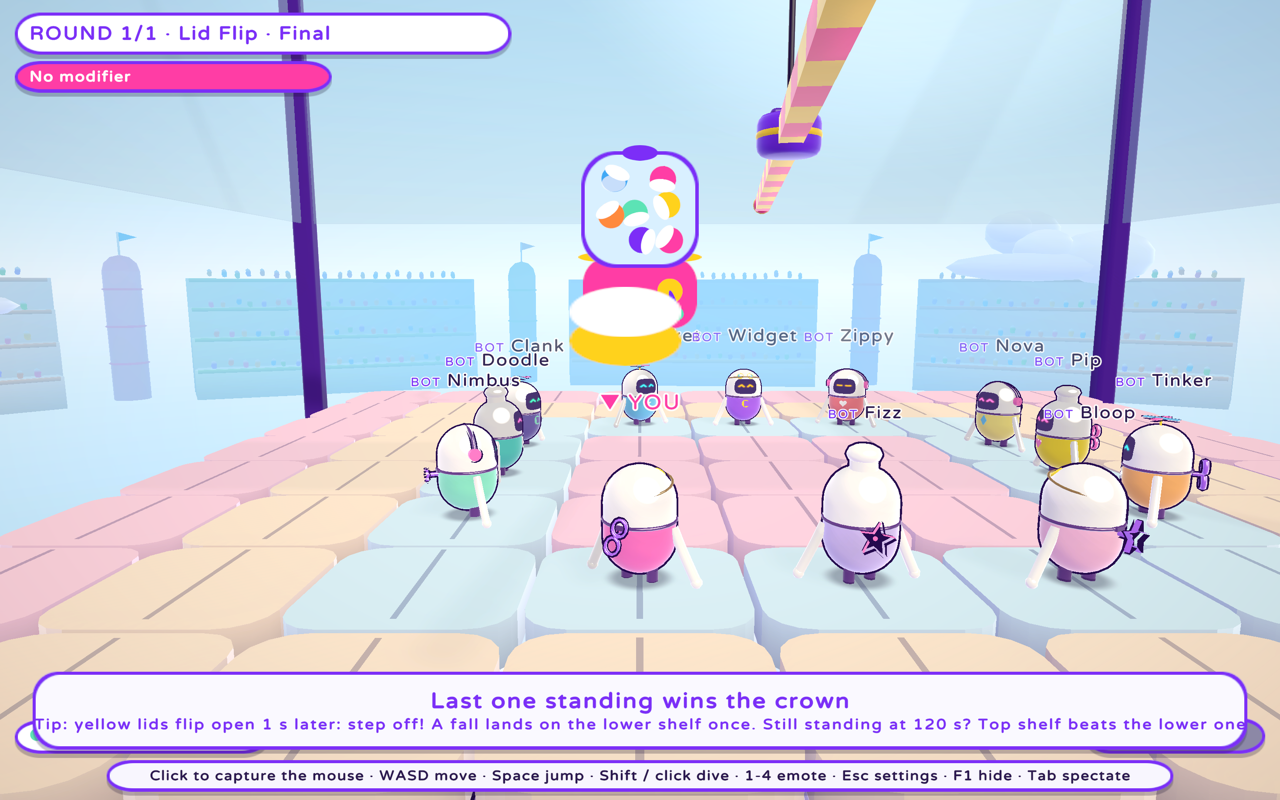 ROUND 1/1 · Lid Flip · Final
No modifier
BOT Widget
BOT Zippy
BOT Clank
BOT Nova
BOT Doodle
BOT Pip
BOT Nimbus
BOT Tinker
YOU
BOT Fizz
BOT Bloop
Last one standing wins the crown
Tip: yellow lids flip open 1 s later: step off! A fall lands on the lower shelf once. Still standing at 120 s? Top shelf beats the lower one
Click to capture the mouse · WASD move · Space jump · Shift / click dive · 1-4 emote · Esc settings · F1 hide · Tab spectate